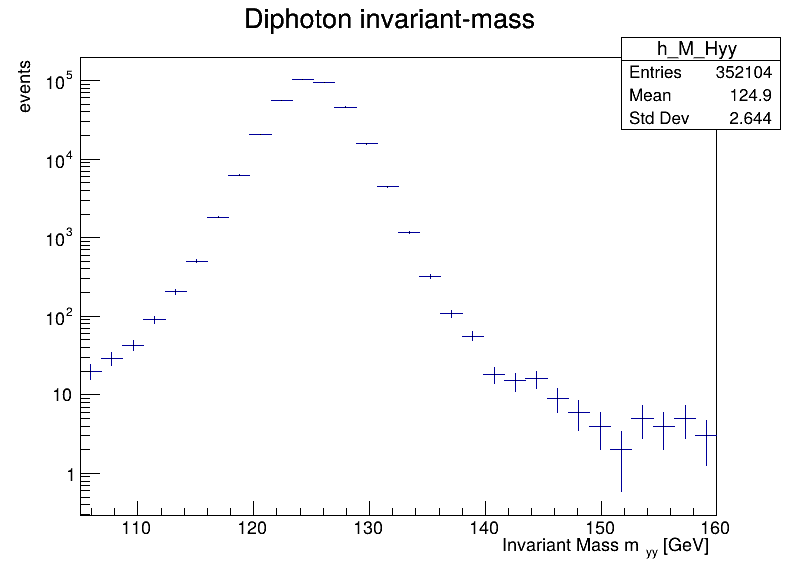 Diphoton invariant-mass
h_M_Hyy
Entries 352104
Mean 124.9
Std Dev 2.644
events
10^5
10^4
10^3
10^2
10
1
110 120 130 140 150 160
Invariant Mass m_yy [GeV]